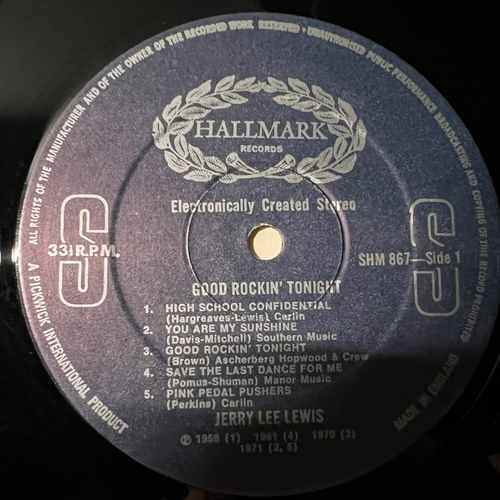 ALL RIGHTS OF THE MANUFACTURER AND OF THE OWNER OF THE RECORDED WORK RESERVED—UNAUTHORISED PUBLIC PERFORMANCE BROADCASTING AND COPYING OF THE RECORD PROHIBITED
HALLMARK
RECORDS
Electronically Created Stereo
S
S
33⅓ R.P.M.
SHM 867—Side 1
GOOD ROCKIN' TONIGHT
1. HIGH SCHOOL CONFIDENTIAL
(Hargreaves-Lewis) Carlin
2. YOU ARE MY SUNSHINE
(Davis-Mitchell) Southern Music
3. GOOD ROCKIN' TONIGHT
(Brown) Ascherberg Hopwood & Crew
4. SAVE THE LAST DANCE FOR ME
(Pomus-Shuman) Manor Music
5. PINK PEDAL PUSHERS
(Perkins) Carlin
JERRY LEE LEWIS
℗ 1958 (1) 1961 (4) 1970 (3)
1971 (2, 5)
A PICKWICK INTERNATIONAL PRODUCT
MADE IN ENGLAND